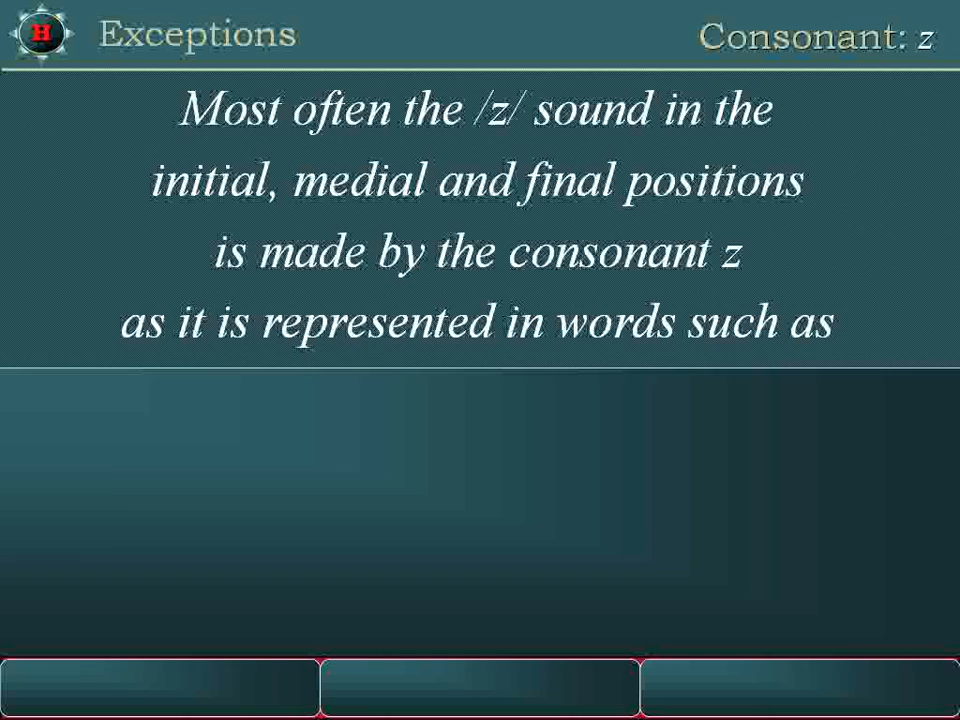 H
Exceptions
Consonant: z
Most often the /z/ sound in the
initial, medial and final positions
is made by the consonant z
as it is represented in words such as